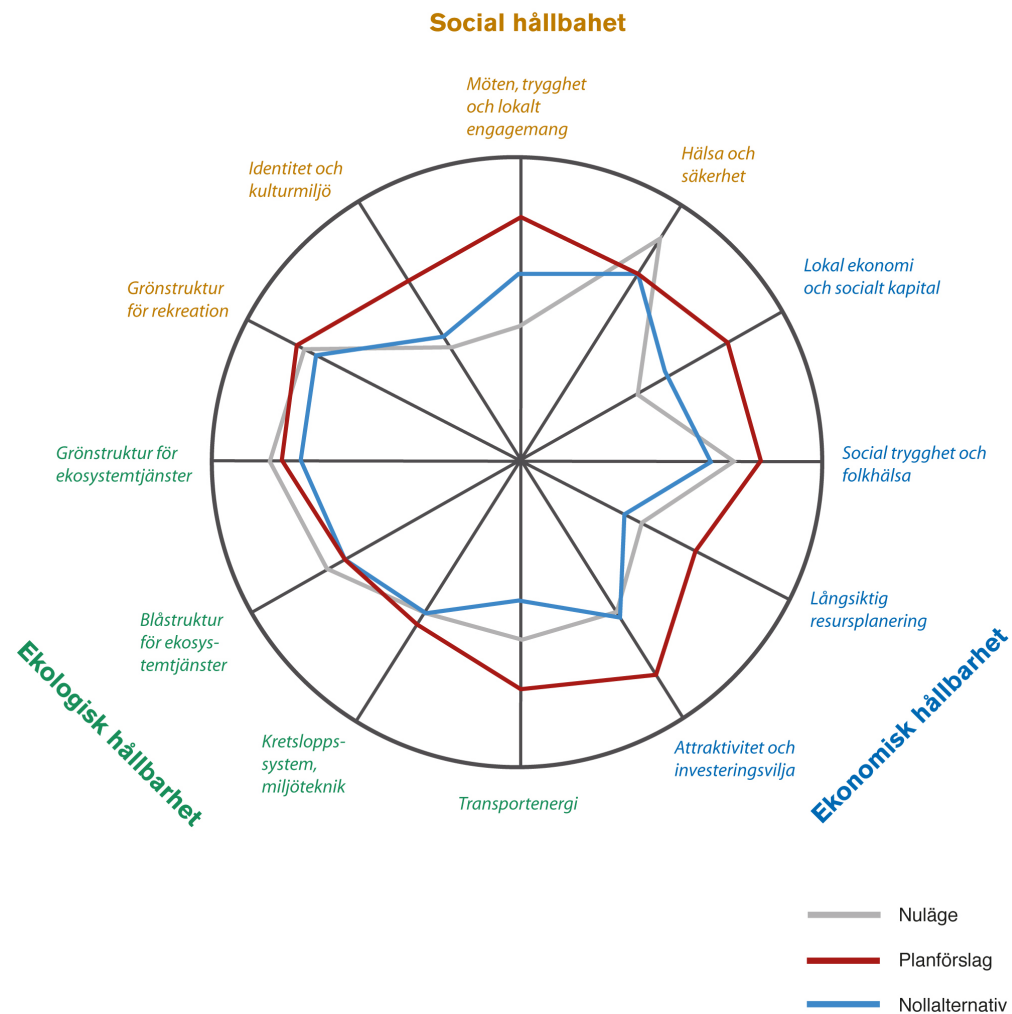 Social hållbahet
Möten, trygghet
och lokalt
engagemang
Hälsa och
säkerhet
Identitet och
kulturmiljö
Lokal ekonomi
och socialt kapital
Grönstruktur
för rekreation
Grönstruktur för
ekosystemtjänster
Social trygghet och
folkhälsa
Blåstruktur
för ekosys-
temtjänster
Långsiktig
resursplanering
Ekologisk hållbarhet
Ekonomisk hållbarhet
Kretslopps-
system,
miljöteknik
Transportenergi
Attraktivitet och
investeringsvilja
Nuläge
Planförslag
Nollalternativ